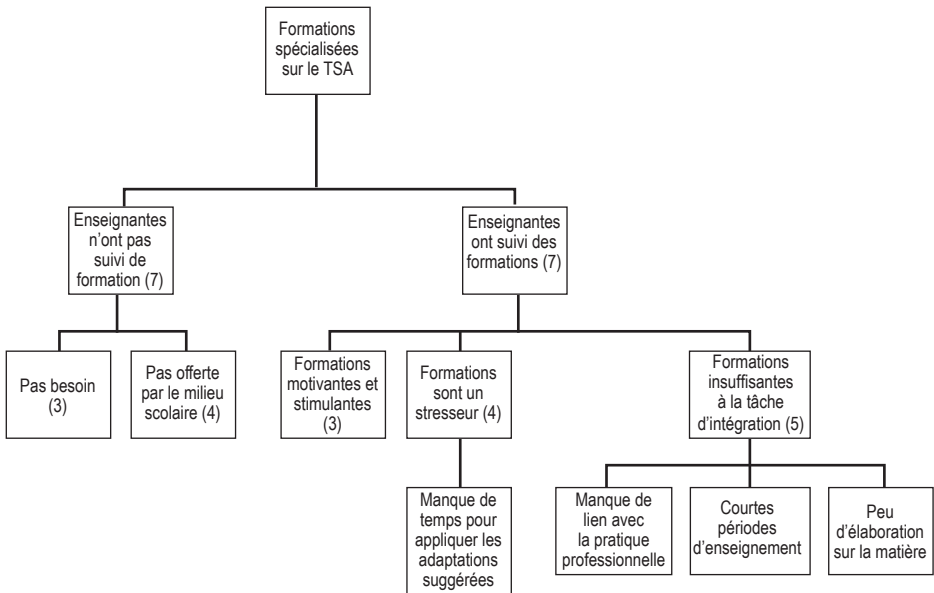 Formations
spécialisées
sur le TSA
Enseignantes
n'ont pas
suivi de
formation (7)
Enseignantes
ont suivi des
formations (7)
Pas besoin
(3)
Pas offerte
par le milieu
scolaire (4)
Formations
motivantes et
stimulantes
(3)
Formations
sont un
stresseur (4)
Formations
insuffisantes
à la tâche
d'intégration (5)
Manque de
temps pour
appliquer les
adaptations
suggérées
Manque de
lien avec
la pratique
professionnelle
Courtes
périodes
d'enseignement
Peu
d'élaboration
sur la matière